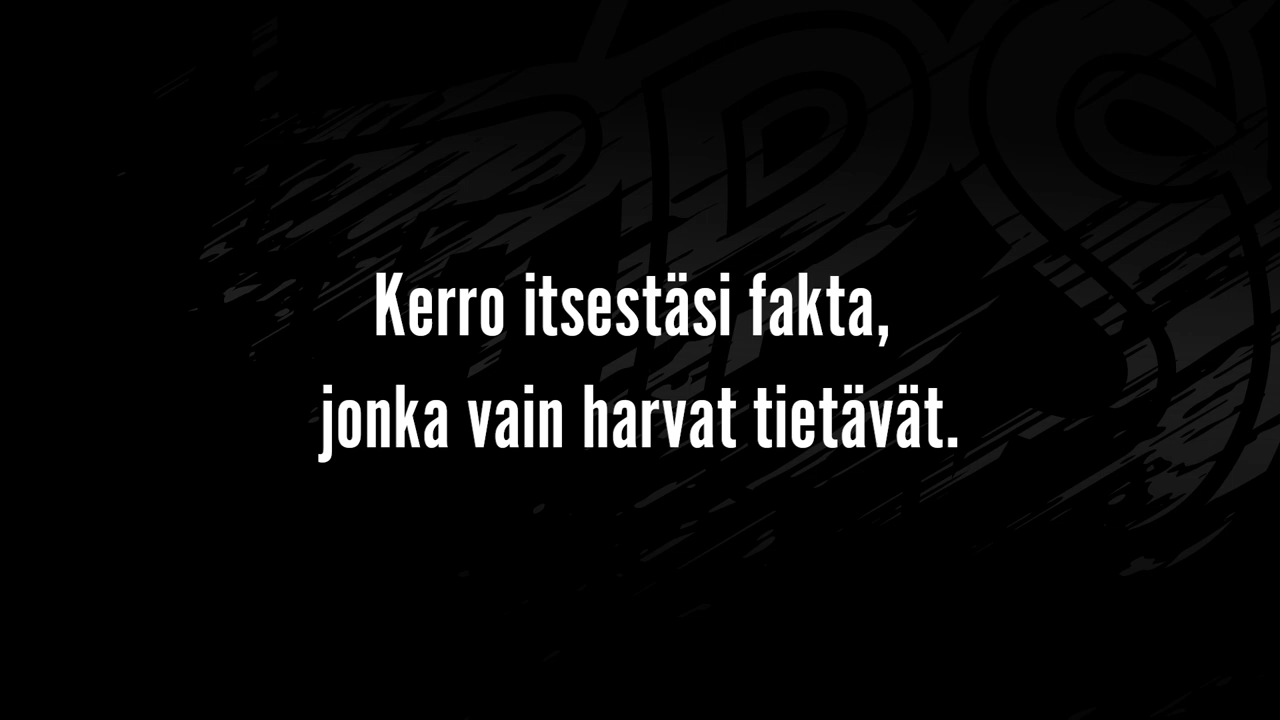 Kerro itsestäsi fakta,
jonka vain harvat tietävät.